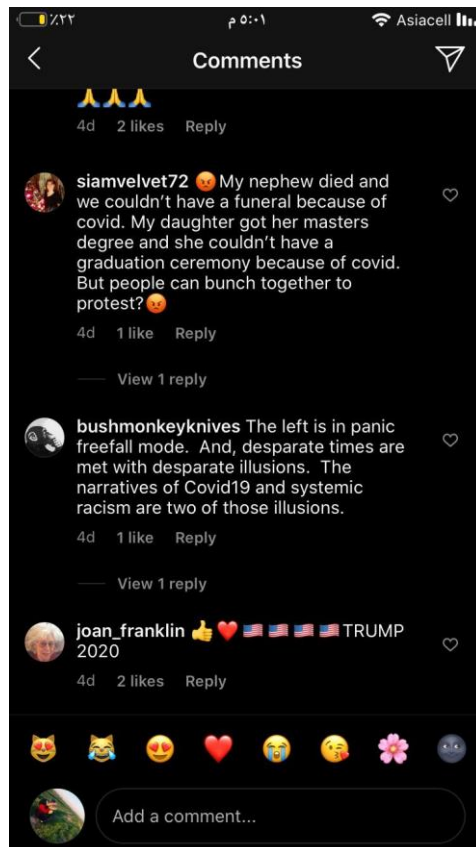 ٪٢٢ ٥:٠١ م Asiacell
Comments
🙏🙏🙏
4d 2 likes Reply
siamvelvet72 😡My nephew died and
we couldn't have a funeral because of
covid. My daughter got her masters
degree and she couldn't have a
graduation ceremony because of covid.
But people can bunch together to
protest?😡
4d 1 like Reply
View 1 reply
bushmonkeyknives The left is in panic
freefall mode. And, desparate times are
met with desparate illusions. The
narratives of Covid19 and systemic
racism are two of those illusions.
4d 1 like Reply
View 1 reply
joan_franklin 👍❤️🇺🇸🇺🇸🇺🇸🇺🇸TRUMP
2020
4d 2 likes Reply
😻 😹 😍 ❤️ 😭 😘 🌸 🌚
Add a comment...